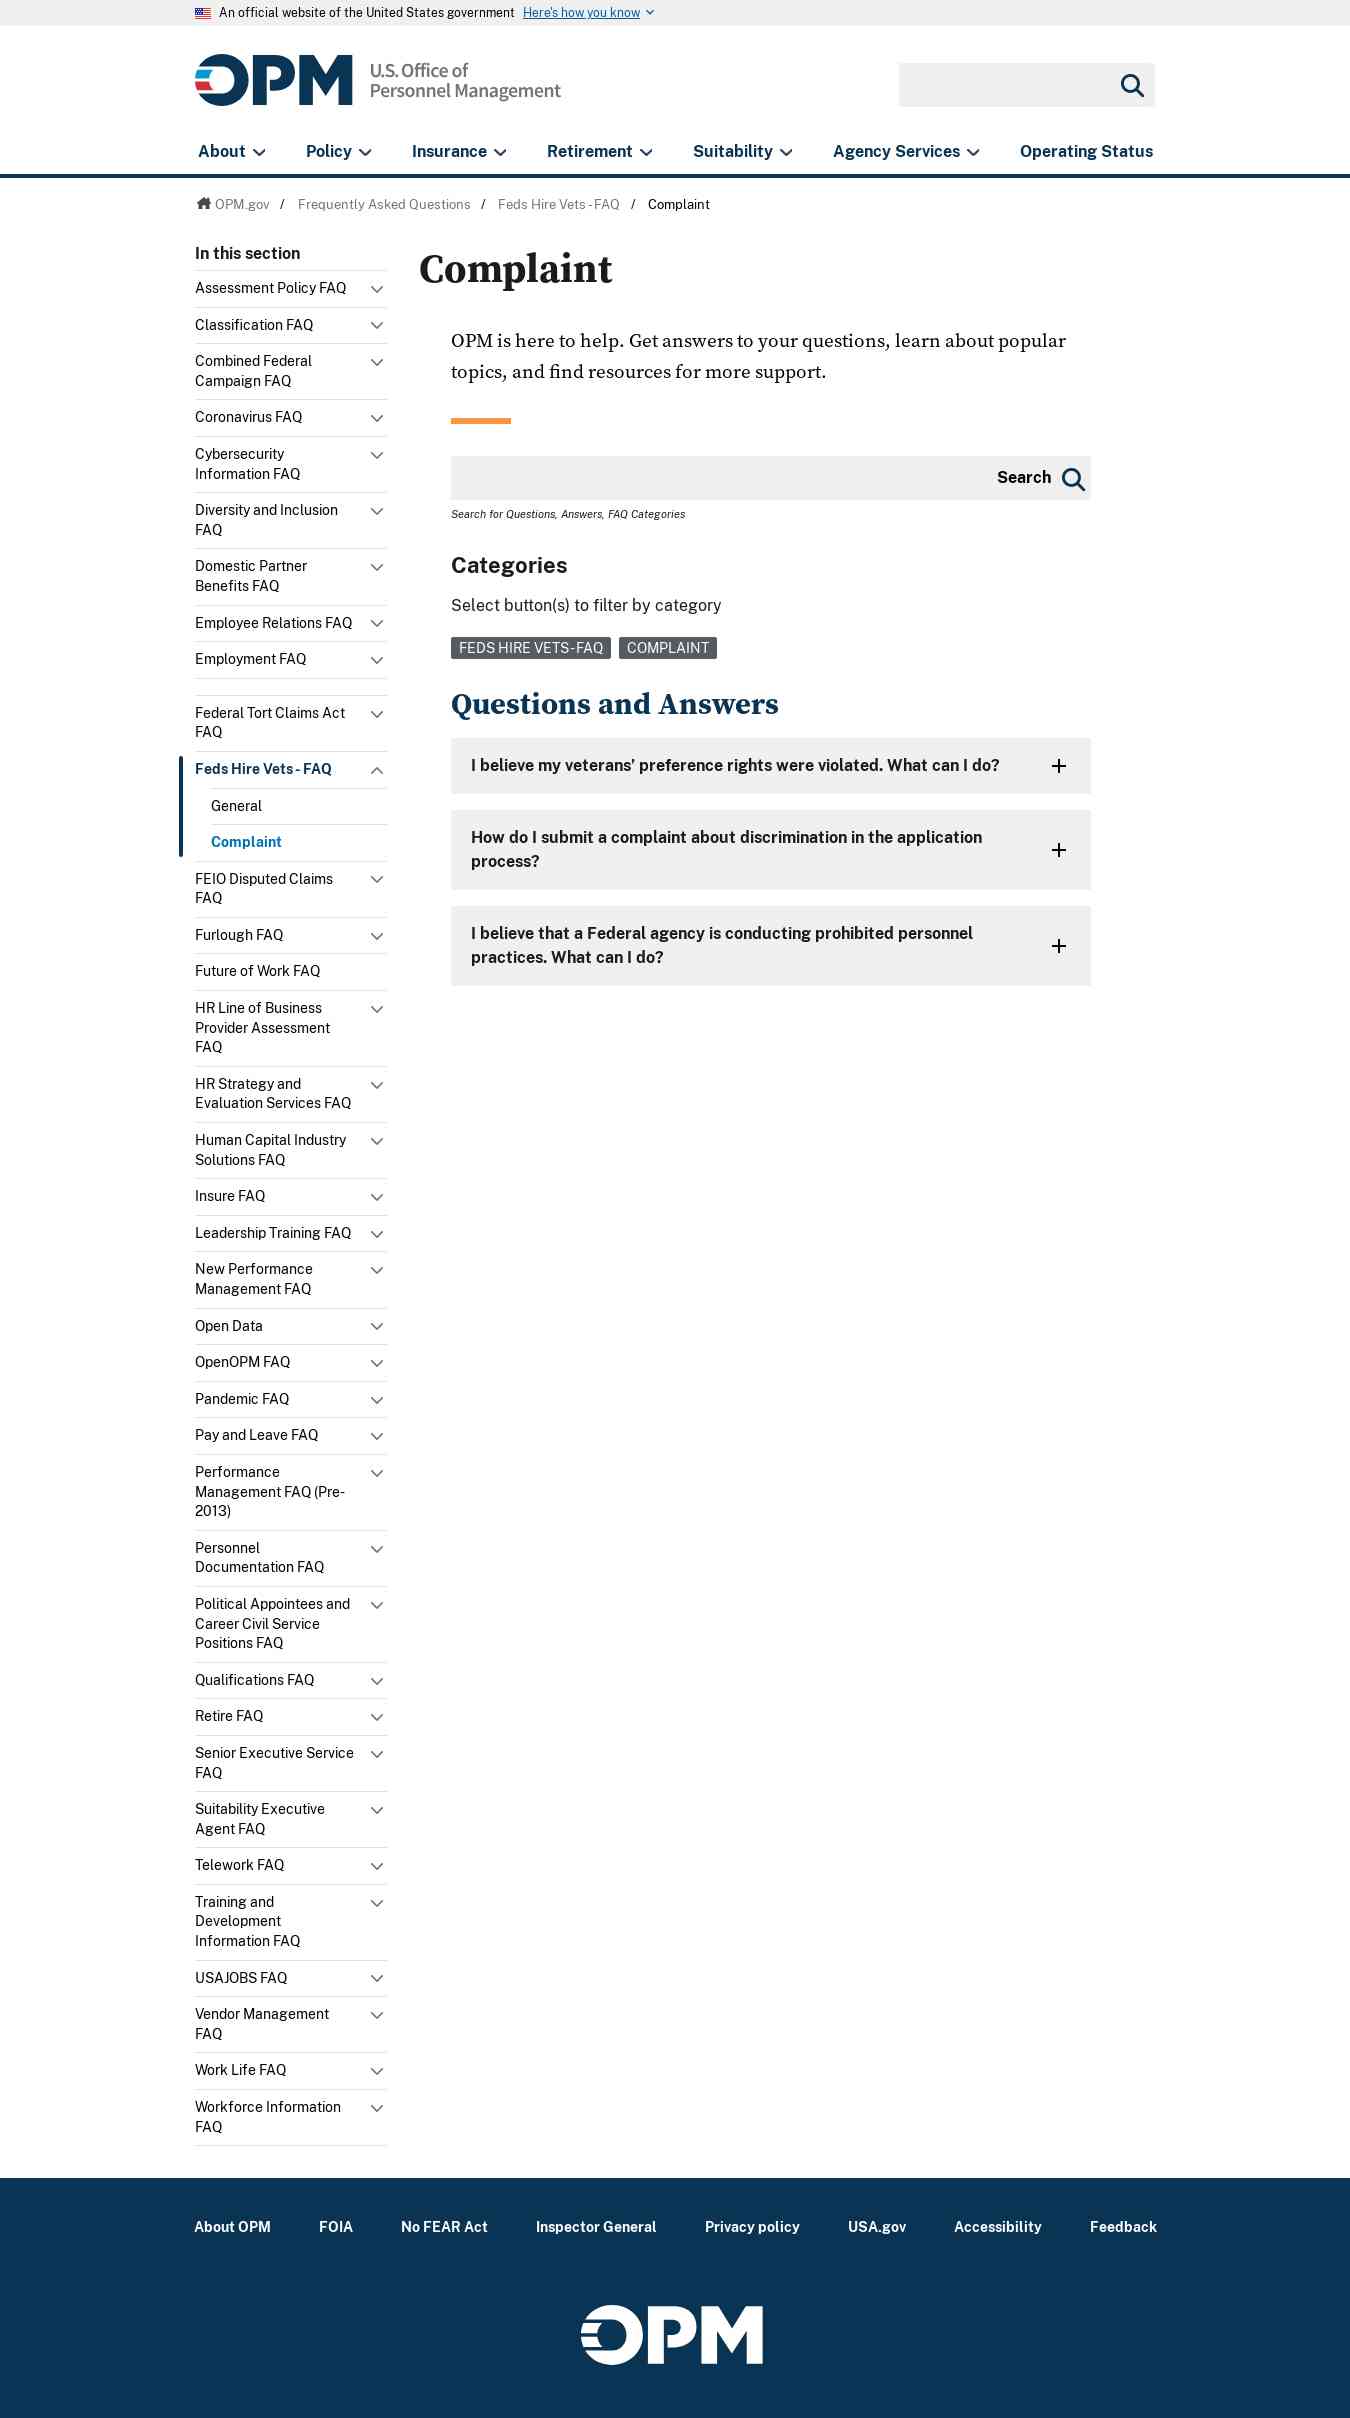 An official website of the United States government Here's how you know
OPM U.S. Office of
Personnel Management
About Policy Insurance Retirement Suitability Agency Services Operating Status
OPM.gov / Frequently Asked Questions / Feds Hire Vets - FAQ / Complaint
In this section
Assessment Policy FAQ
Classification FAQ
Combined Federal
Campaign FAQ
Coronavirus FAQ
Cybersecurity
Information FAQ
Diversity and Inclusion
FAQ
Domestic Partner
Benefits FAQ
Employee Relations FAQ
Employment FAQ
Federal Tort Claims Act
FAQ
Feds Hire Vets - FAQ
General
Complaint
FEIO Disputed Claims
FAQ
Furlough FAQ
Future of Work FAQ
HR Line of Business
Provider Assessment
FAQ
HR Strategy and
Evaluation Services FAQ
Human Capital Industry
Solutions FAQ
Insure FAQ
Leadership Training FAQ
New Performance
Management FAQ
Open Data
OpenOPM FAQ
Pandemic FAQ
Pay and Leave FAQ
Performance
Management FAQ (Pre-
2013)
Personnel
Documentation FAQ
Political Appointees and
Career Civil Service
Positions FAQ
Qualifications FAQ
Retire FAQ
Senior Executive Service
FAQ
Suitability Executive
Agent FAQ
Telework FAQ
Training and
Development
Information FAQ
USAJOBS FAQ
Vendor Management
FAQ
Work Life FAQ
Workforce Information
FAQ
Complaint
OPM is here to help. Get answers to your questions, learn about popular
topics, and find resources for more support.
Search
Search for Questions, Answers, FAQ Categories
Categories
Select button(s) to filter by category
FEDS HIRE VETS - FAQ COMPLAINT
Questions and Answers
I believe my veterans’ preference rights were violated. What can I do?
How do I submit a complaint about discrimination in the application
process?
I believe that a Federal agency is conducting prohibited personnel
practices. What can I do?
About OPM FOIA No FEAR Act Inspector General Privacy policy USA.gov Accessibility Feedback
OPM